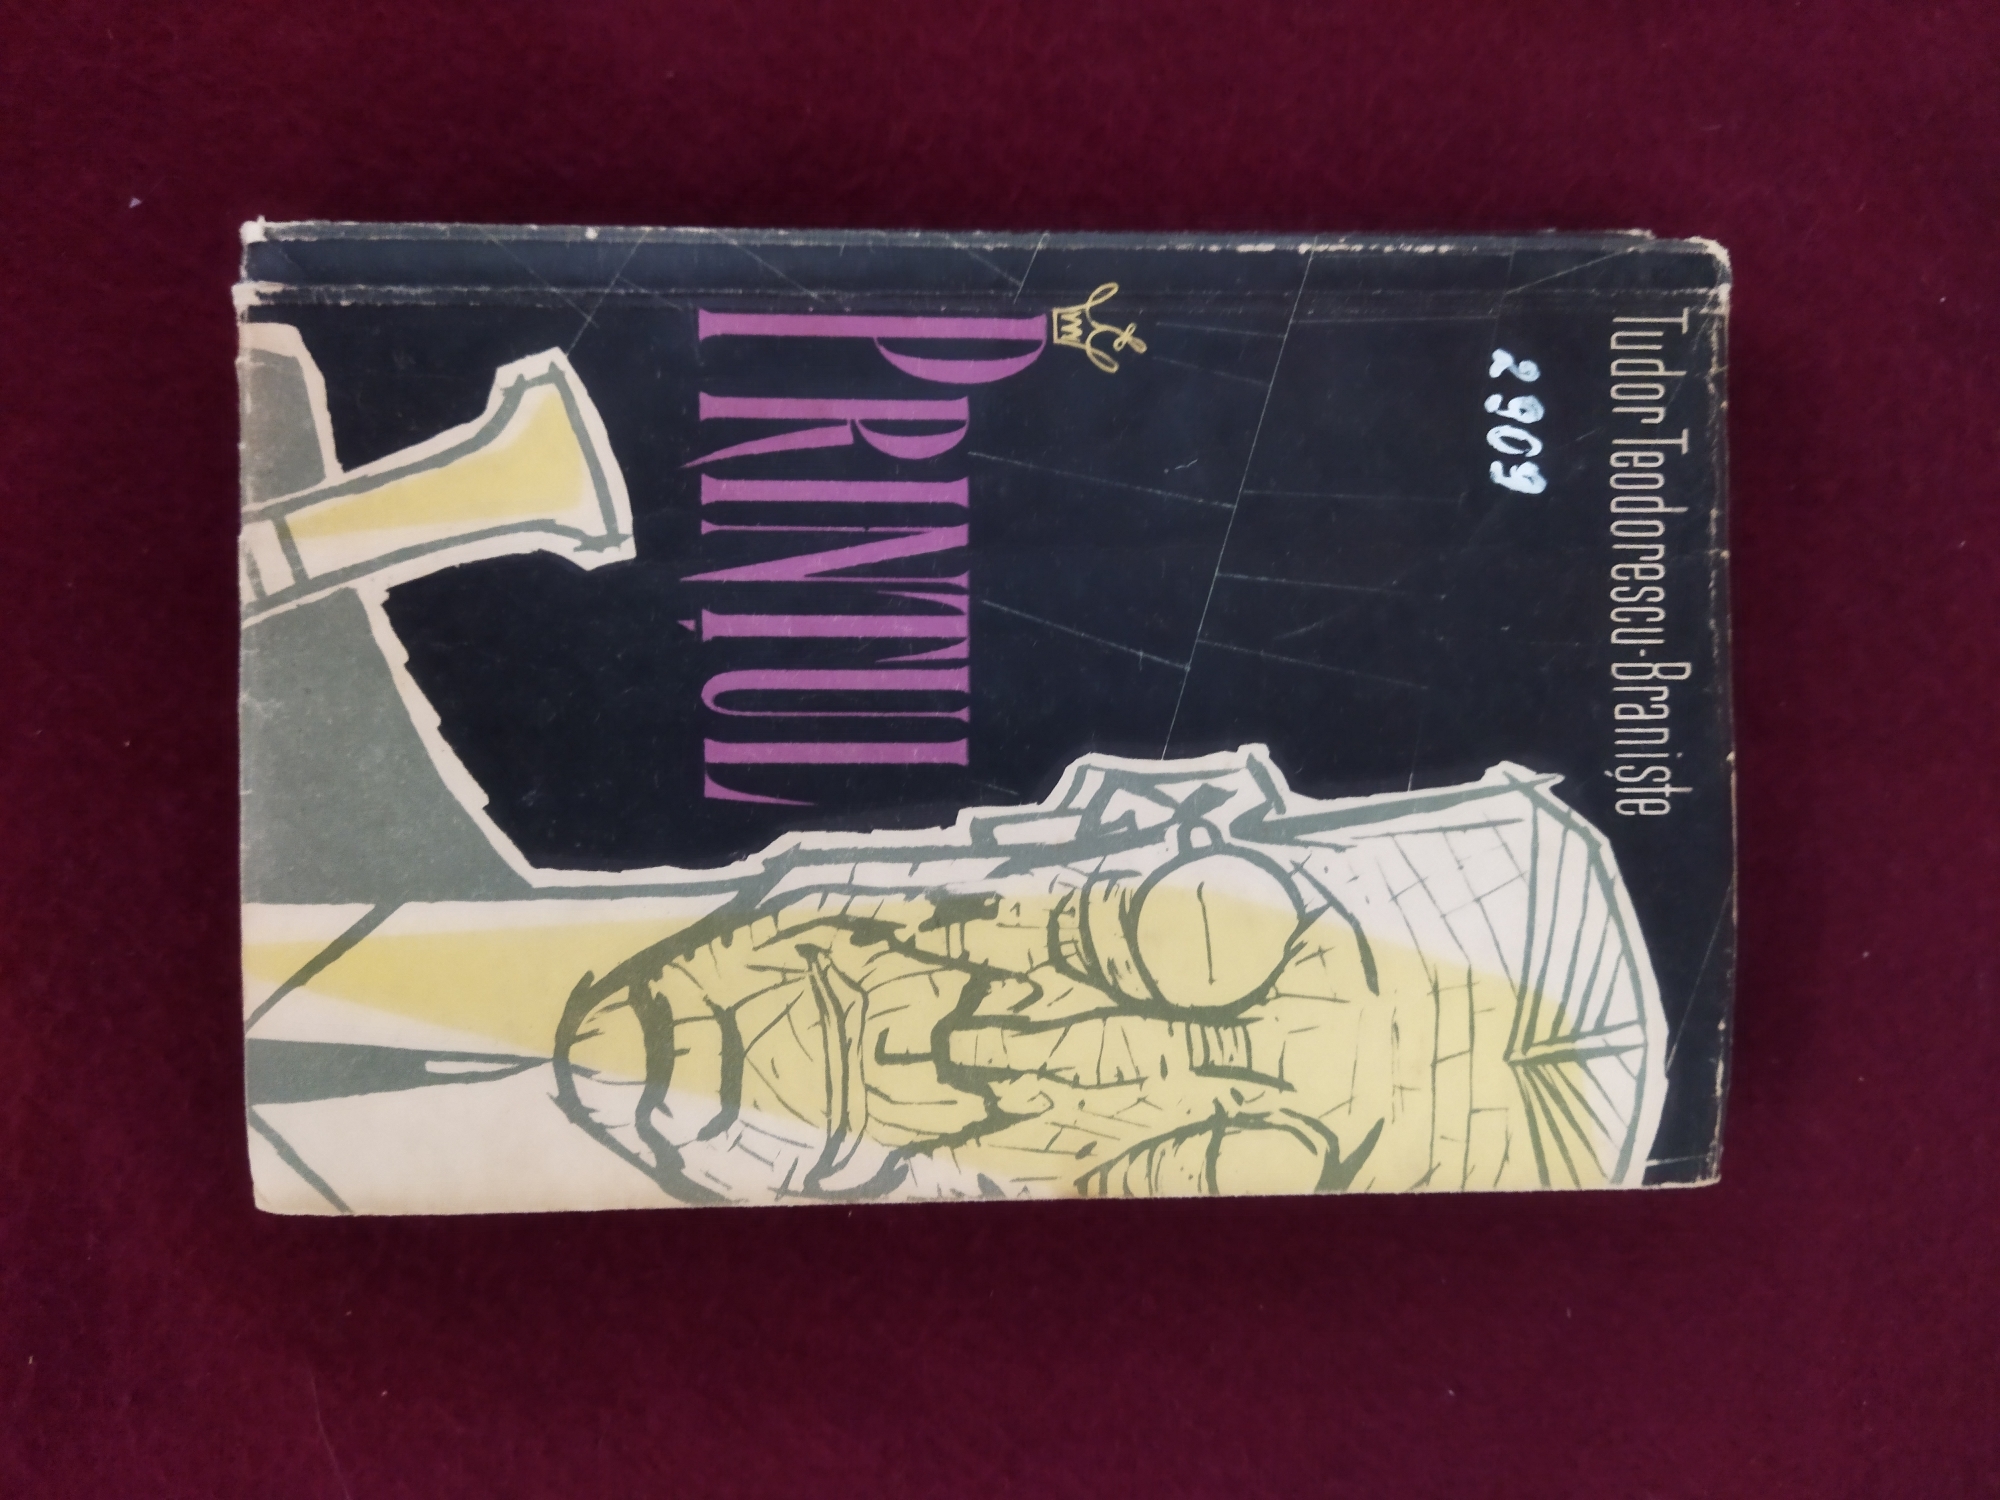 Tudor Teodorescu-Braniște
2909
PRINȚUL